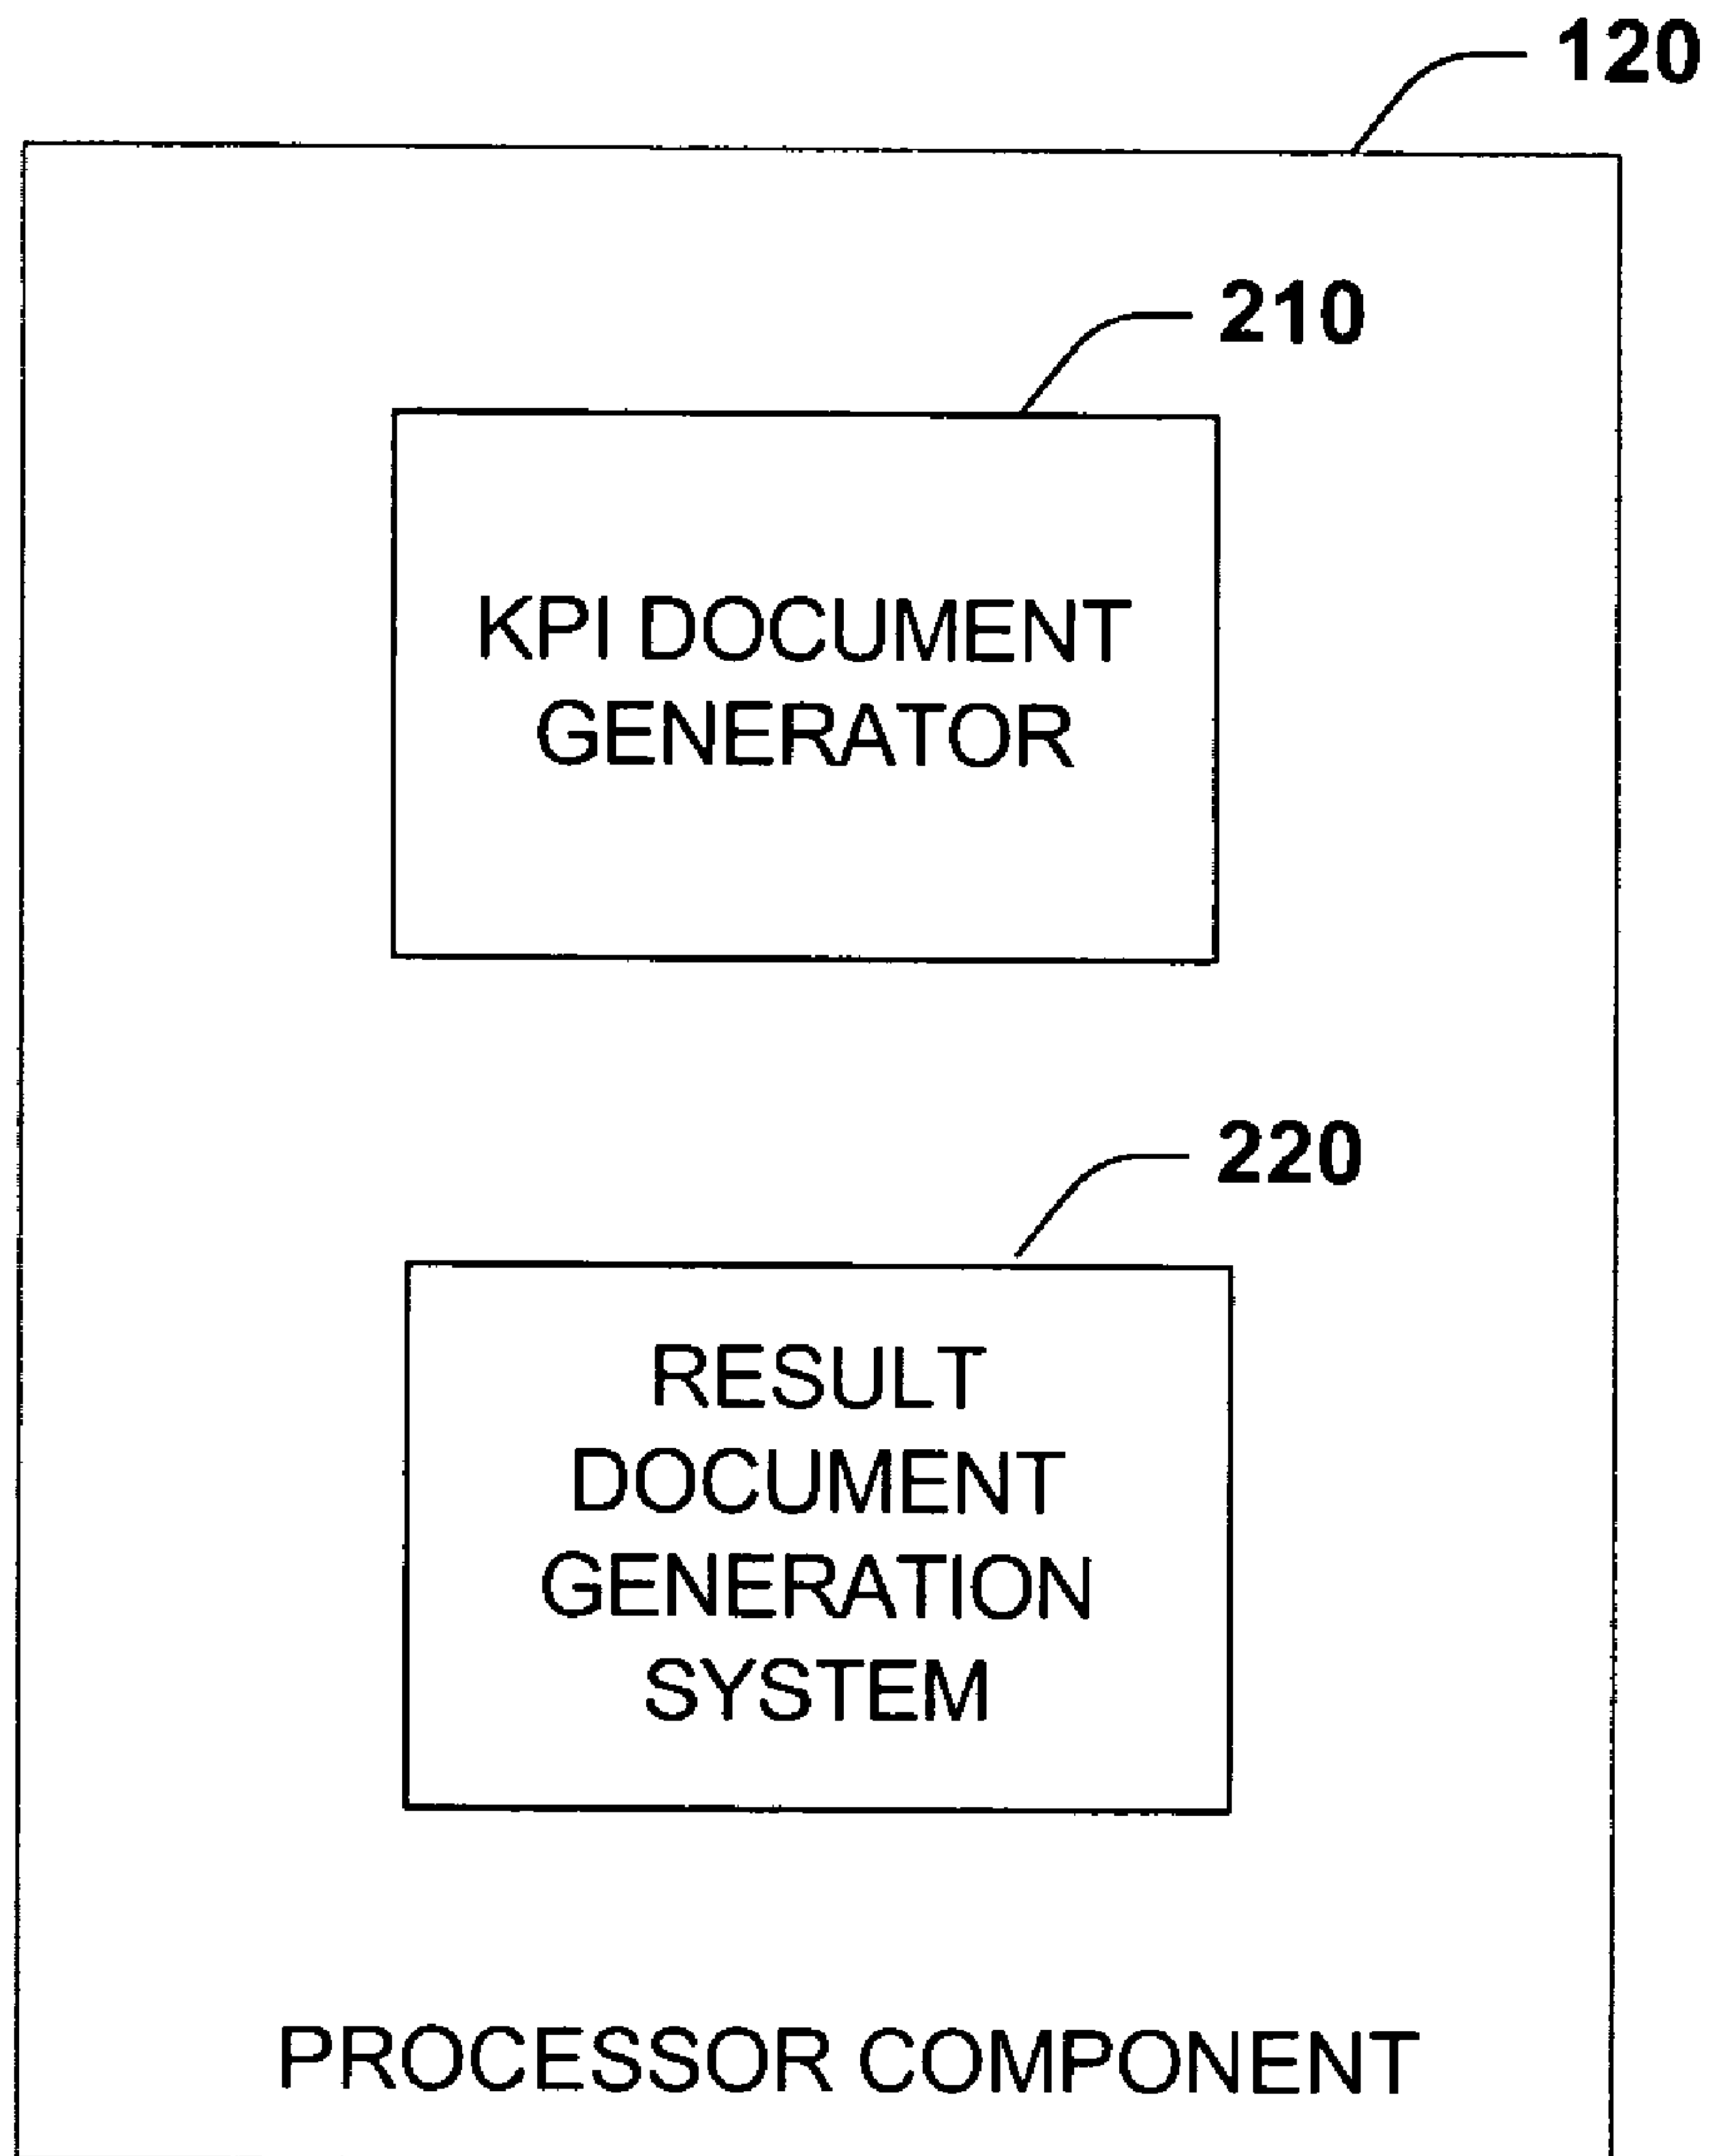 120
210
KPI DOCUMENT
GENERATOR
220
RESULT
DOCUMENT
GENERATION
SYSTEM
PROCESSOR COMPONENT